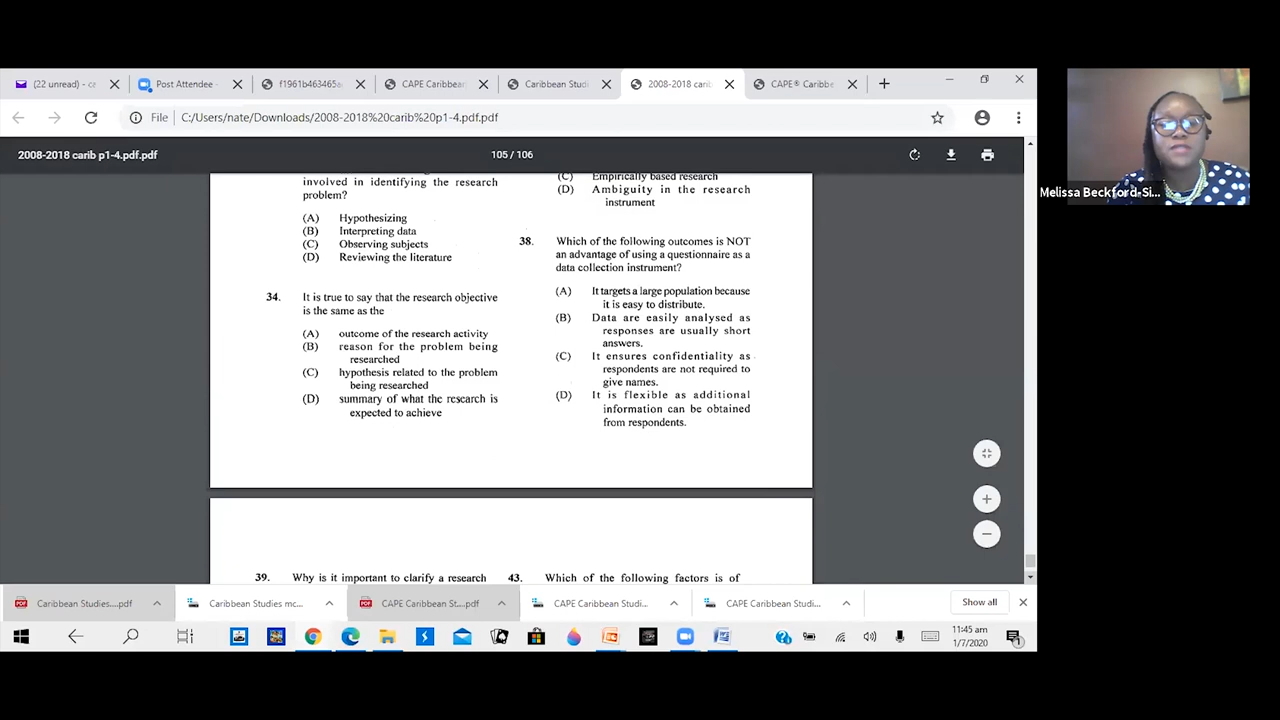 (22 unread) - ca
Post Attendee -
f1961b463465a
CAPE Caribbean
Caribbean Studi
2008-2018 carib
CAPE® Caribbe
File
C:/Users/nate/Downloads/2008-2018%20carib%20p1-4.pdf.pdf
2008-2018 carib p1-4.pdf.pdf
105 / 106
involved in identifying the research
problem?
(A) Hypothesizing
(B) Interpreting data
(C) Observing subjects
(D) Reviewing the literature
34. It is true to say that the research objective
is the same as the
(A) outcome of the research activity
(B) reason for the problem being
researched
(C) hypothesis related to the problem
being researched
(D) summary of what the research is
expected to achieve
(C) Empirically based research
(D) Ambiguity in the research
instrument
38. Which of the following outcomes is NOT
an advantage of using a questionnaire as a
data collection instrument?
(A) It targets a large population because
it is easy to distribute.
(B) Data are easily analysed as
responses are usually short
answers.
(C) It ensures confidentiality as
respondents are not required to
give names.
(D) It is flexible as additional
information can be obtained
from respondents.
39. Why is it important to clarify a research
43. Which of the following factors is of
Melissa Beckford-Si...
Caribbean Studies....pdf
Caribbean Studies mc...
CAPE Caribbean St....pdf
CAPE Caribbean Studi...
CAPE Caribbean Studi...
Show all
11:45 am
1/7/2020